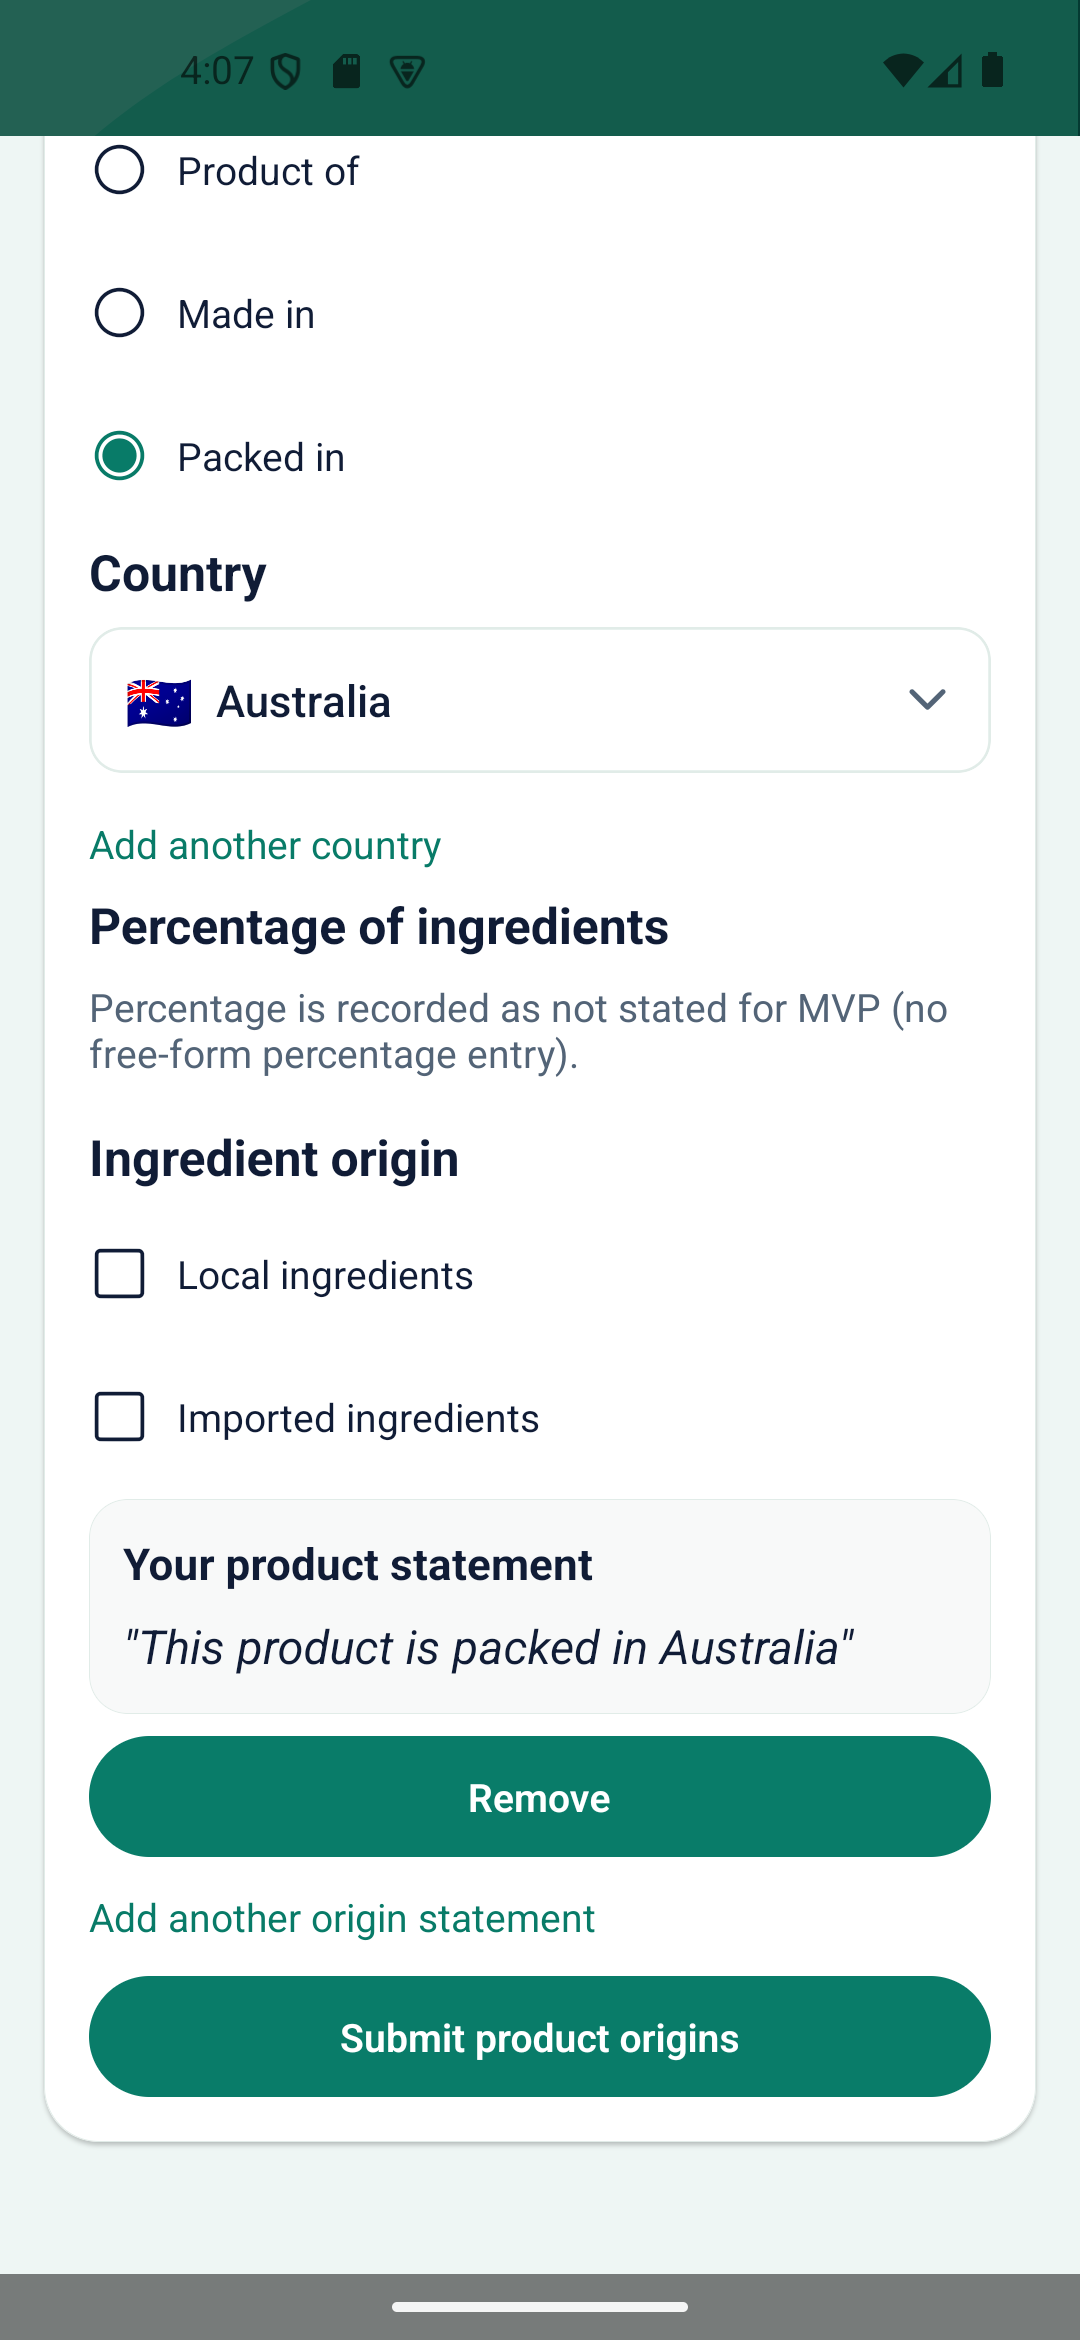 4:07
Product of
Made in
Packed in
Country
Australia
Add another country
Percentage of ingredients
Percentage is recorded as not stated for MVP (no
free-form percentage entry).
Ingredient origin
Local ingredients
Imported ingredients
Your product statement
"This product is packed in Australia"
Remove
Add another origin statement
Submit product origins